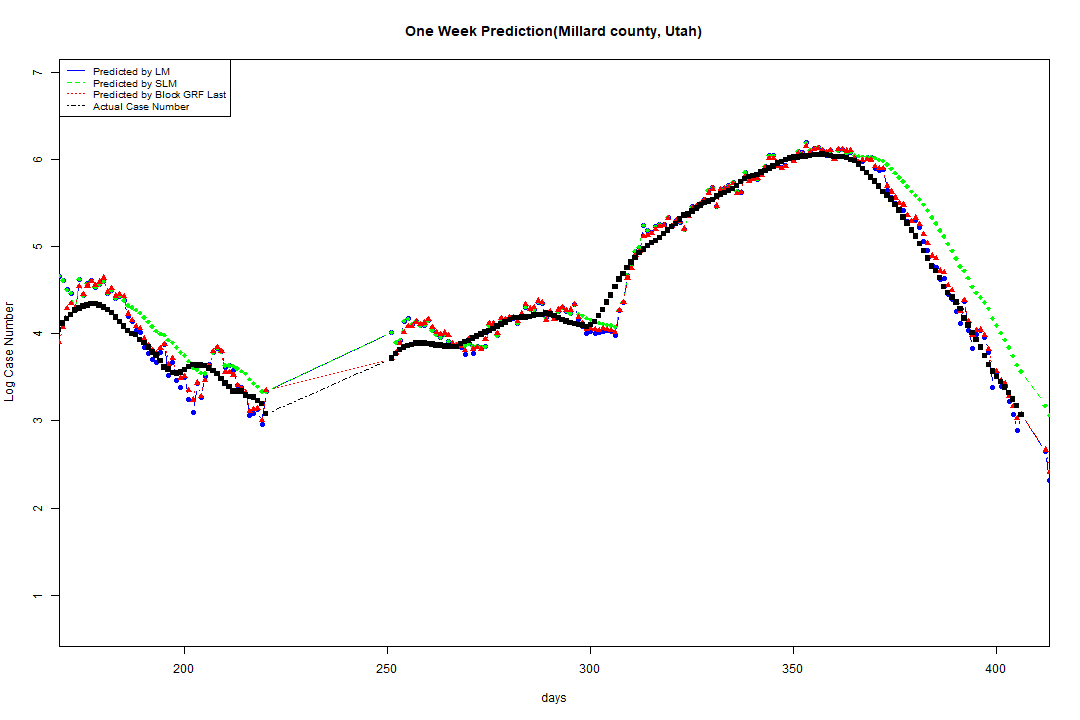 One Week Prediction(Millard county, Utah)
Predicted by LM
Predicted by SLM
Predicted by Block GRF Last
Actual Case Number
7
6
5
4
3
2
1
Log Case Number
200 250 300 350 400
days